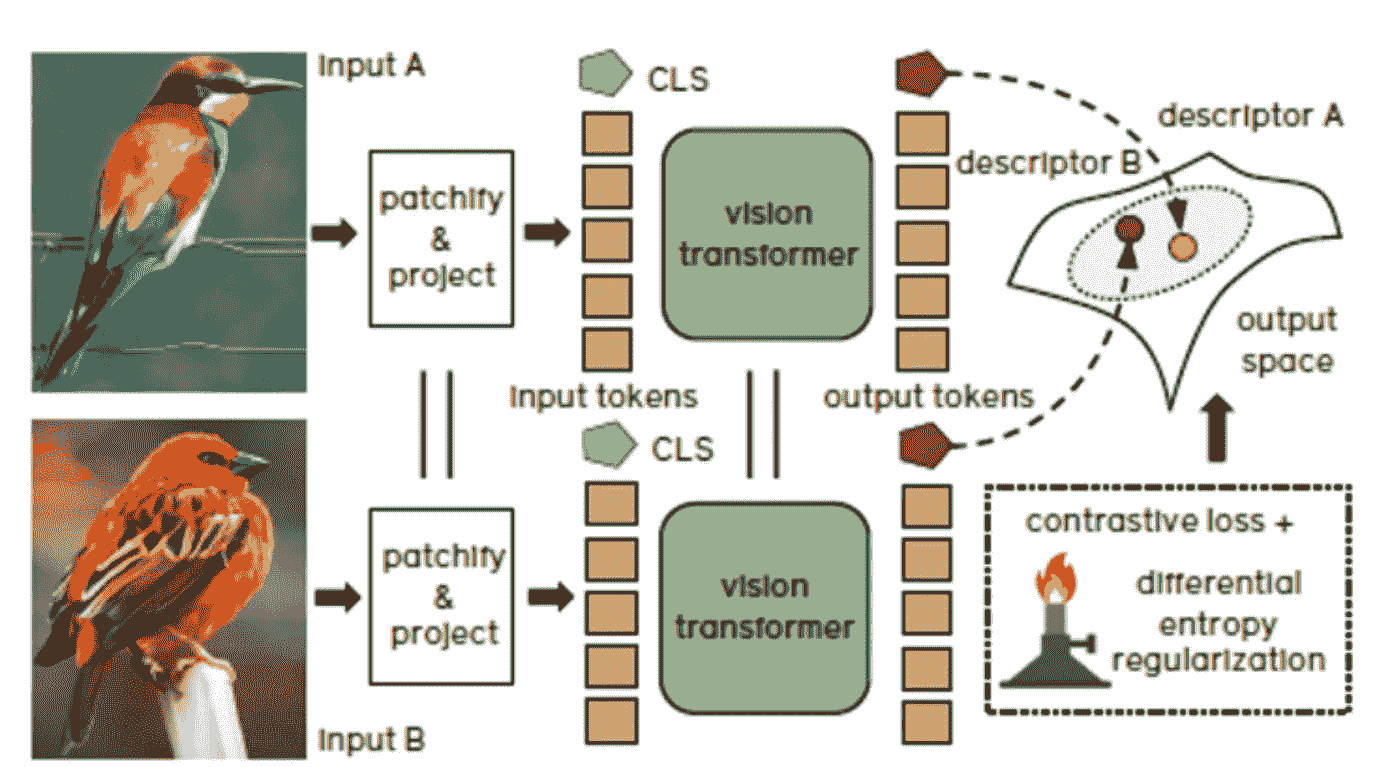 Input A
CLS
descriptor A
descriptor B
patchify
&
project
vision
transformer
output
space
Input tokens
output tokens
CLS
contrastive loss +
differential
entropy
regularization
patchify
&
project
vision
transformer
Input B